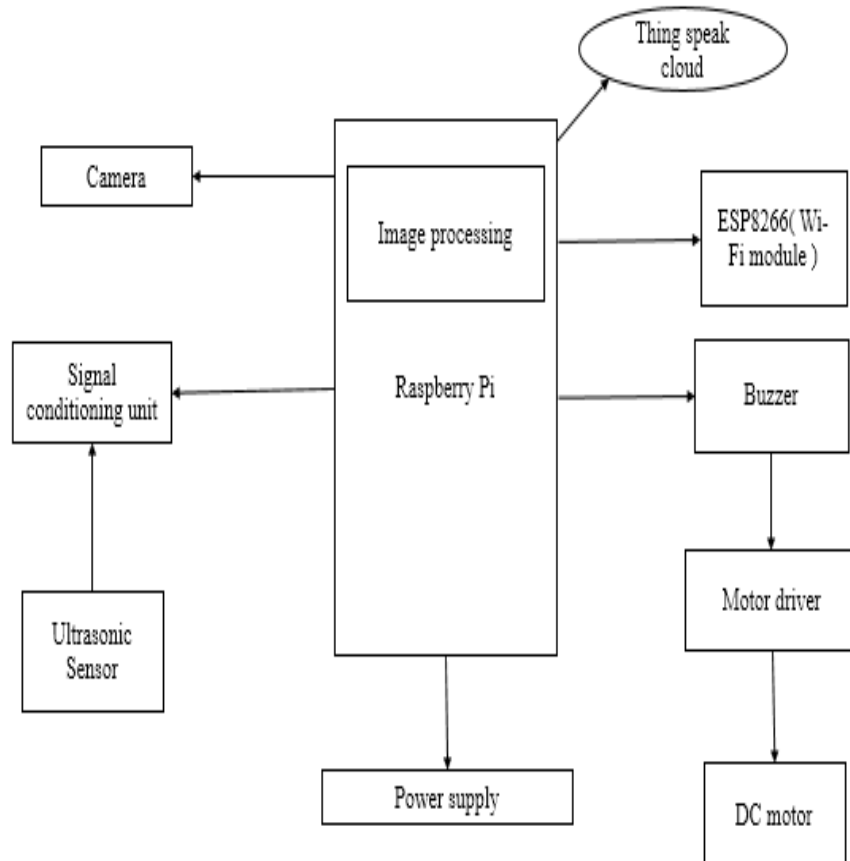 Thing speak
cloud
Camera
Image processing
ESP8266( Wi-
Fi module )
Signal
conditioning unit
Raspberry Pi
Buzzer
Ultrasonic
Sensor
Motor driver
Power supply
DC motor